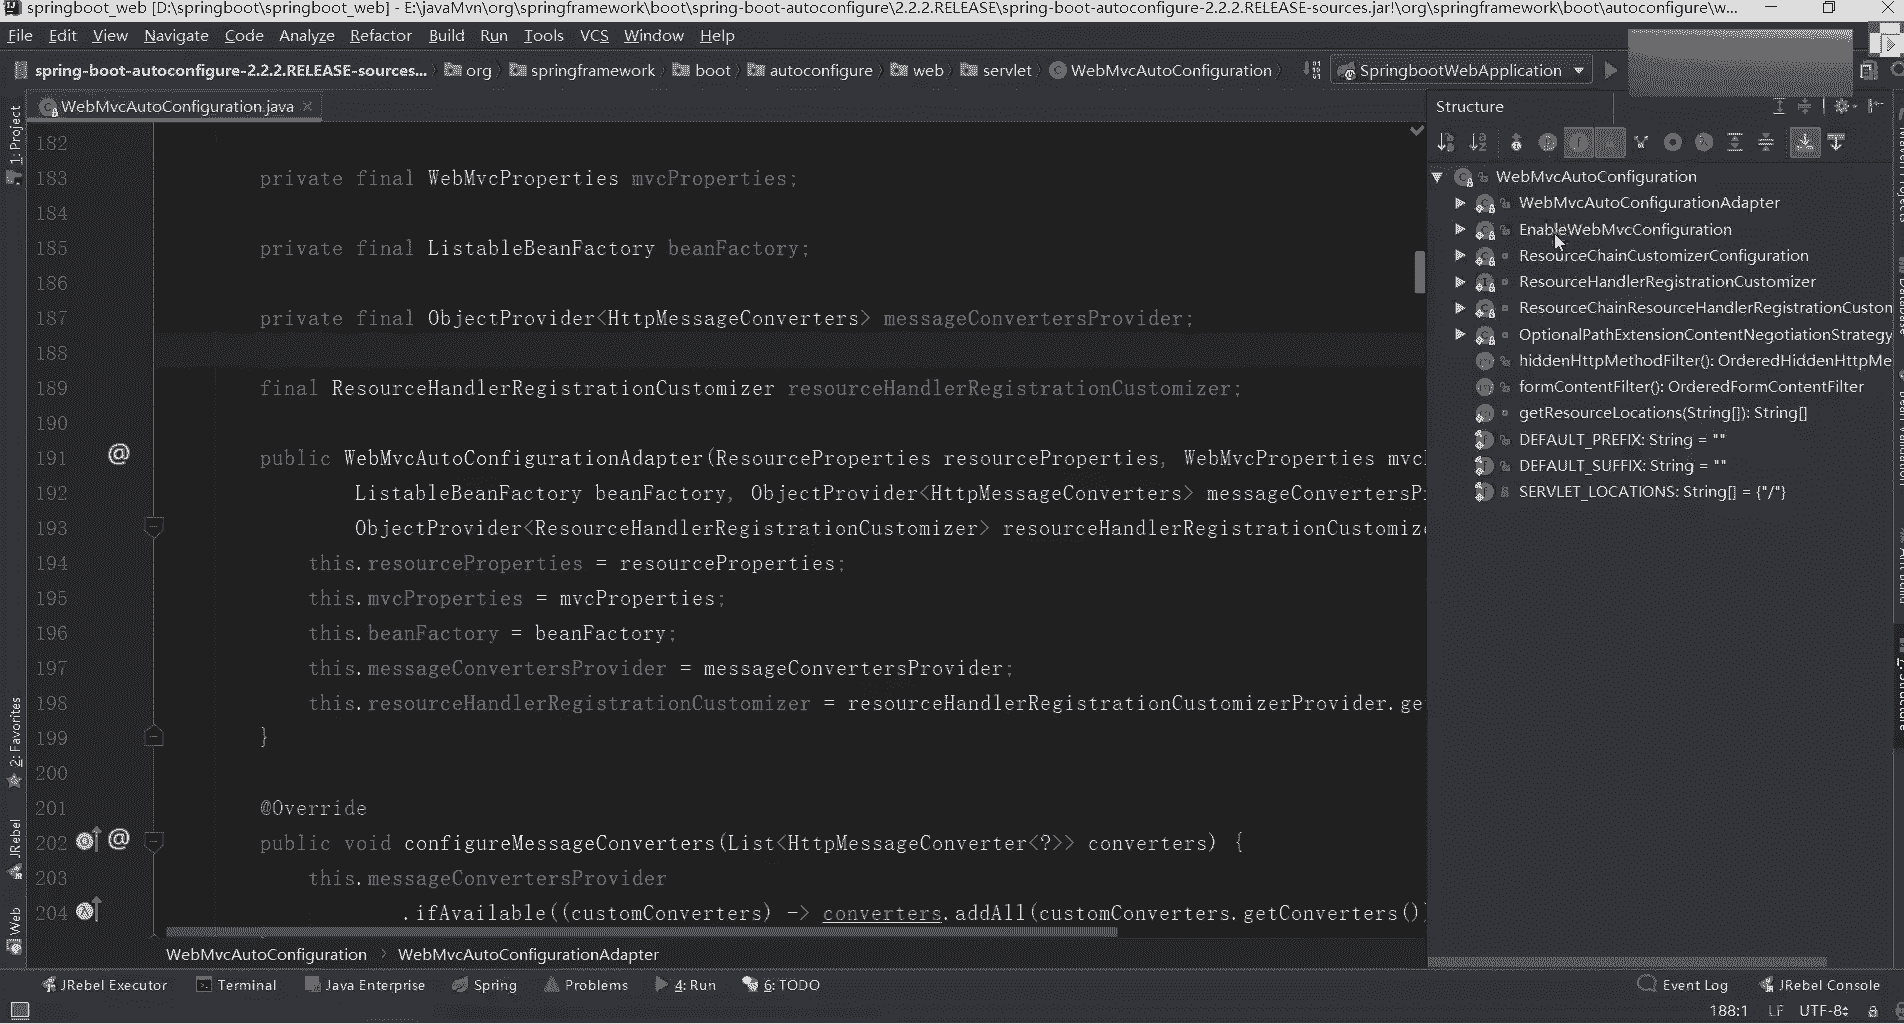 springboot_web [D:\springboot\springboot_web] - E:\javaMvn\org\springframework\boot\spring-boot-autoconfigure\2.2.2.RELEASE\spring-boot-autoconfigure-2.2.2.RELEASE-sources.jar!\org\springframework\boot\autoconfigure\w...
File Edit View Navigate Code Analyze Refactor Build Run Tools VCS Window Help
spring-boot-autoconfigure-2.2.2.RELEASE-sources... org springframework boot autoconfigure web servlet WebMvcAutoConfiguration SpringbootWebApplication
WebMvcAutoConfiguration.java
1: Project
2: Favorites
JRebel
Web
182
183 private final WebMvcProperties mvcProperties;
184
185 private final ListableBeanFactory beanFactory;
186
187 private final ObjectProvider<HttpMessageConverters> messageConvertersProvider;
188
189 final ResourceHandlerRegistrationCustomizer resourceHandlerRegistrationCustomizer;
190
191 @ public WebMvcAutoConfigurationAdapter(ResourceProperties resourceProperties, WebMvcProperties mvcl
192 ListableBeanFactory beanFactory, ObjectProvider<HttpMessageConverters> messageConvertersP
193 ObjectProvider<ResourceHandlerRegistrationCustomizer> resourceHandlerRegistrationCustomize
194 this.resourceProperties = resourceProperties;
195 this.mvcProperties = mvcProperties;
196 this.beanFactory = beanFactory;
197 this.messageConvertersProvider = messageConvertersProvider;
198 this.resourceHandlerRegistrationCustomizer = resourceHandlerRegistrationCustomizerProvider.ge
199 }
200
201 @Override
202 @ public void configureMessageConverters(List<HttpMessageConverter<?>> converters) {
203 this.messageConvertersProvider
204 .ifAvailable((customConverters) -> converters.addAll(customConverters.getConverters()
WebMvcAutoConfiguration › WebMvcAutoConfigurationAdapter
Structure
WebMvcAutoConfiguration
WebMvcAutoConfigurationAdapter
EnableWebMvcConfiguration
ResourceChainCustomizerConfiguration
ResourceHandlerRegistrationCustomizer
ResourceChainResourceHandlerRegistrationCuston
OptionalPathExtensionContentNegotiationStrategy
hiddenHttpMethodFilter(): OrderedHiddenHttpMe
formContentFilter(): OrderedFormContentFilter
getResourceLocations(String[]): String[]
DEFAULT_PREFIX: String = ""
DEFAULT_SUFFIX: String = ""
SERVLET_LOCATIONS: String[] = {"/"}
JRebel Executor Terminal Java Enterprise Spring Problems 4: Run 6: TODO Event Log JRebel Console
188:1 LF UTF-8